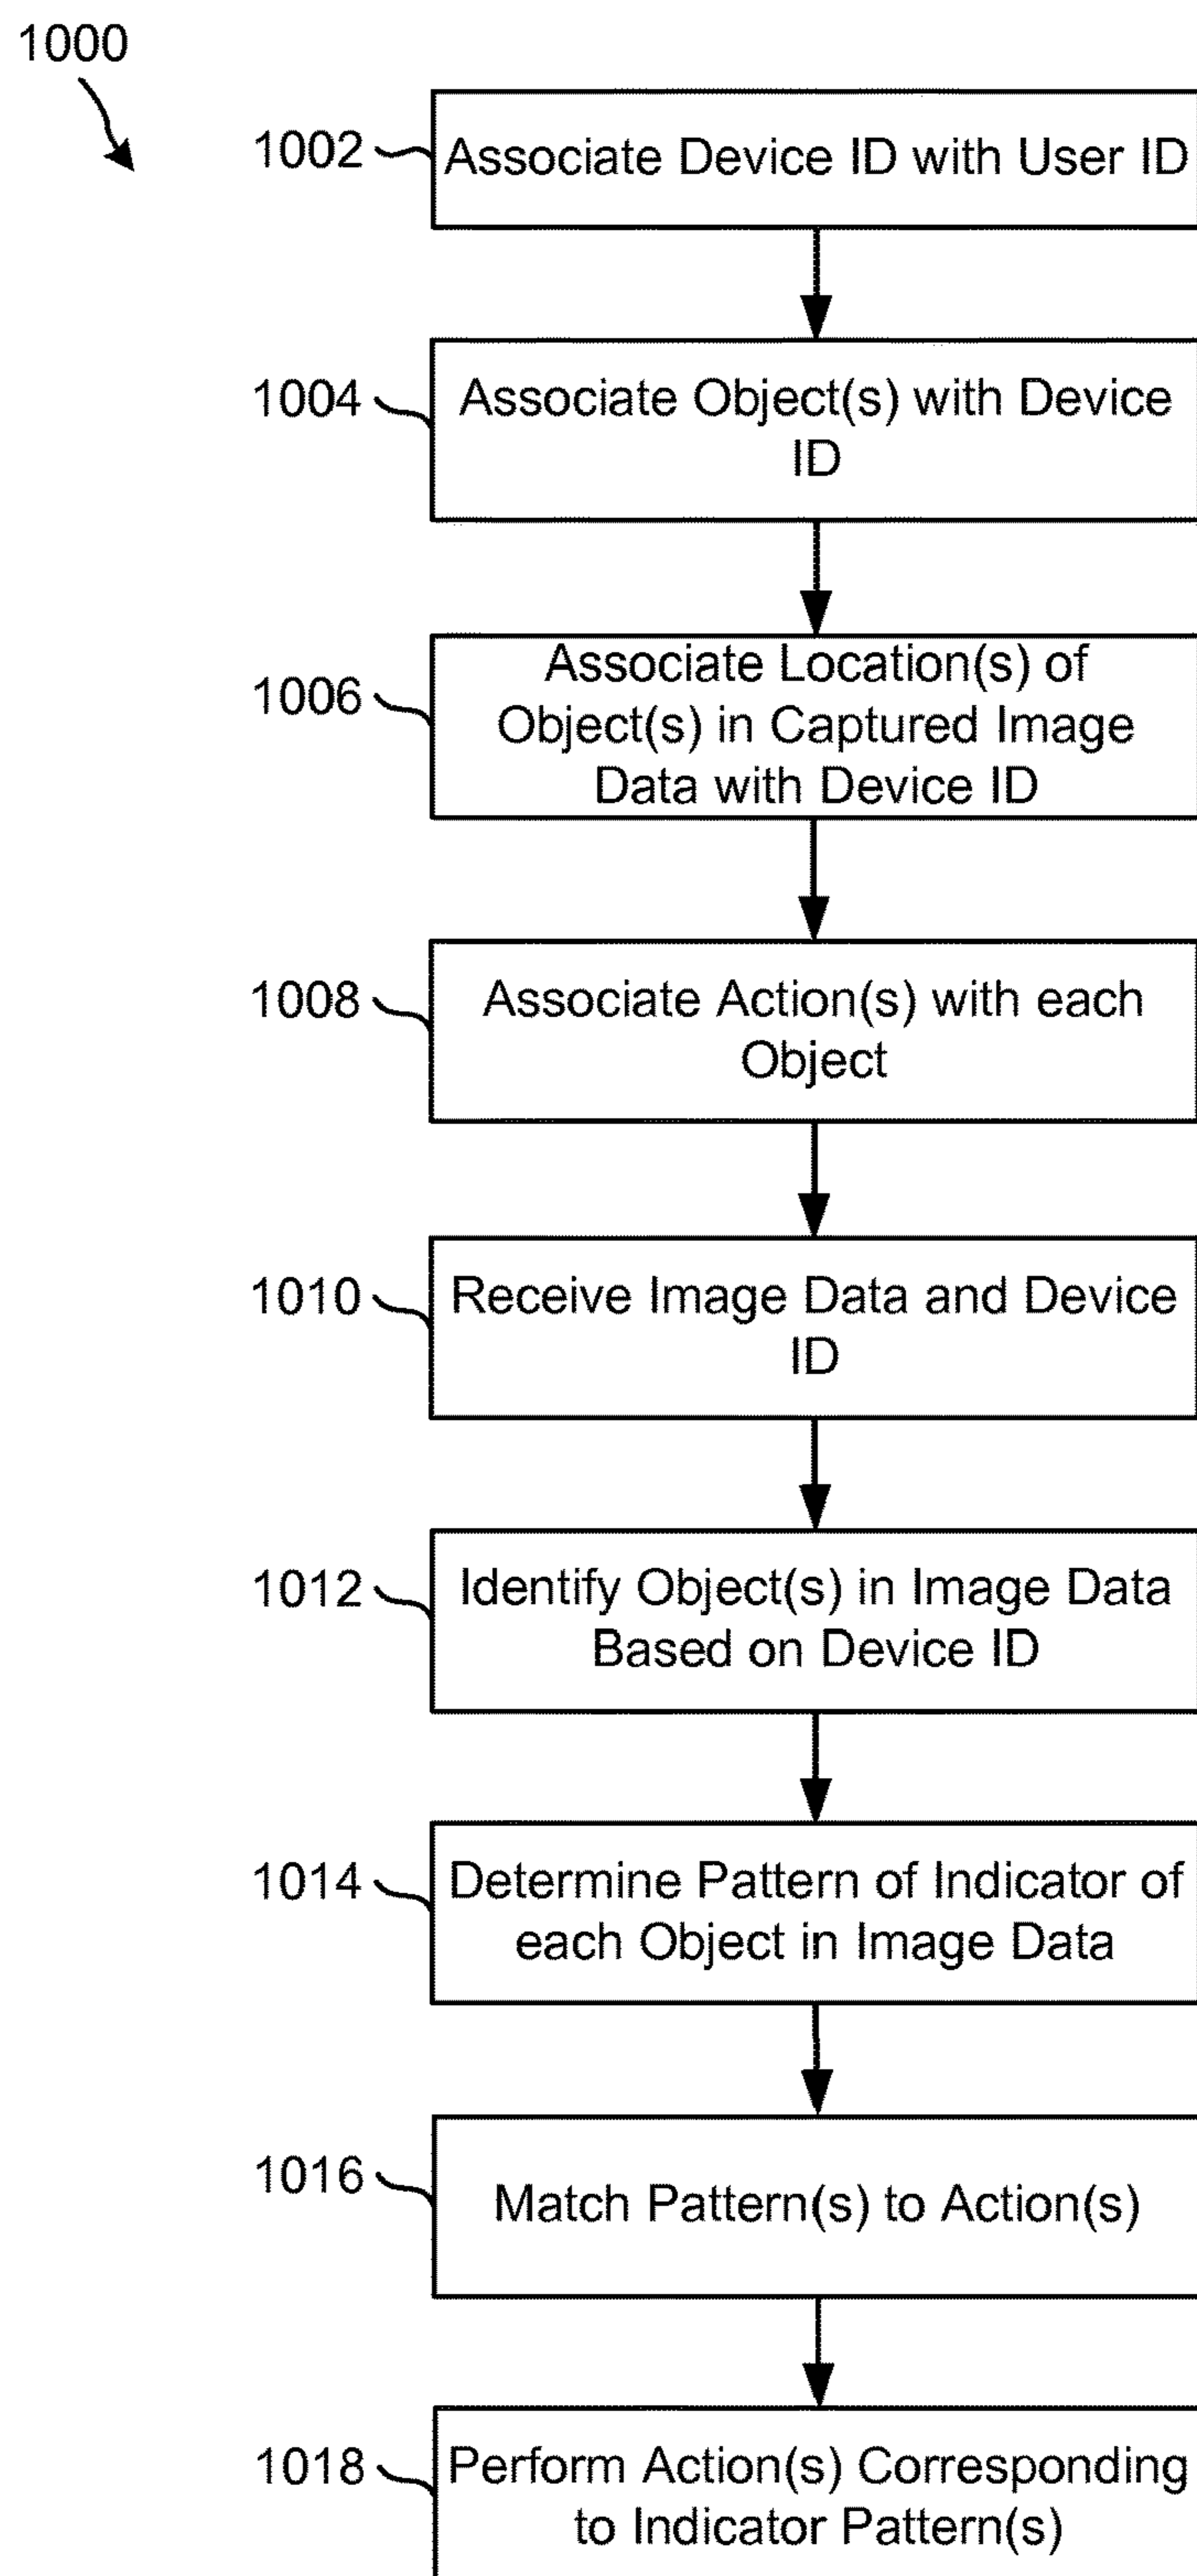 1000
1002
Associate Device ID with User ID
1004
Associate Object(s) with Device
ID
1006
Associate Location(s) of
Object(s) in Captured Image
Data with Device ID
1008
Associate Action(s) with each
Object
1010
Receive Image Data and Device
ID
1012
Identify Object(s) in Image Data
Based on Device ID
1014
Determine Pattern of Indicator of
each Object in Image Data
1016
Match Pattern(s) to Action(s)
1018
Perform Action(s) Corresponding
to Indicator Pattern(s)